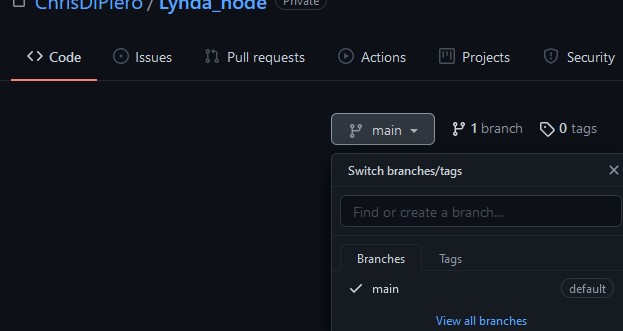 ChrisDiPiero / Lynda_node Private
Code Issues Pull requests Actions Projects Security
main 1 branch 0 tags
Switch branches/tags
Find or create a branch...
Branches Tags
main default
View all branches